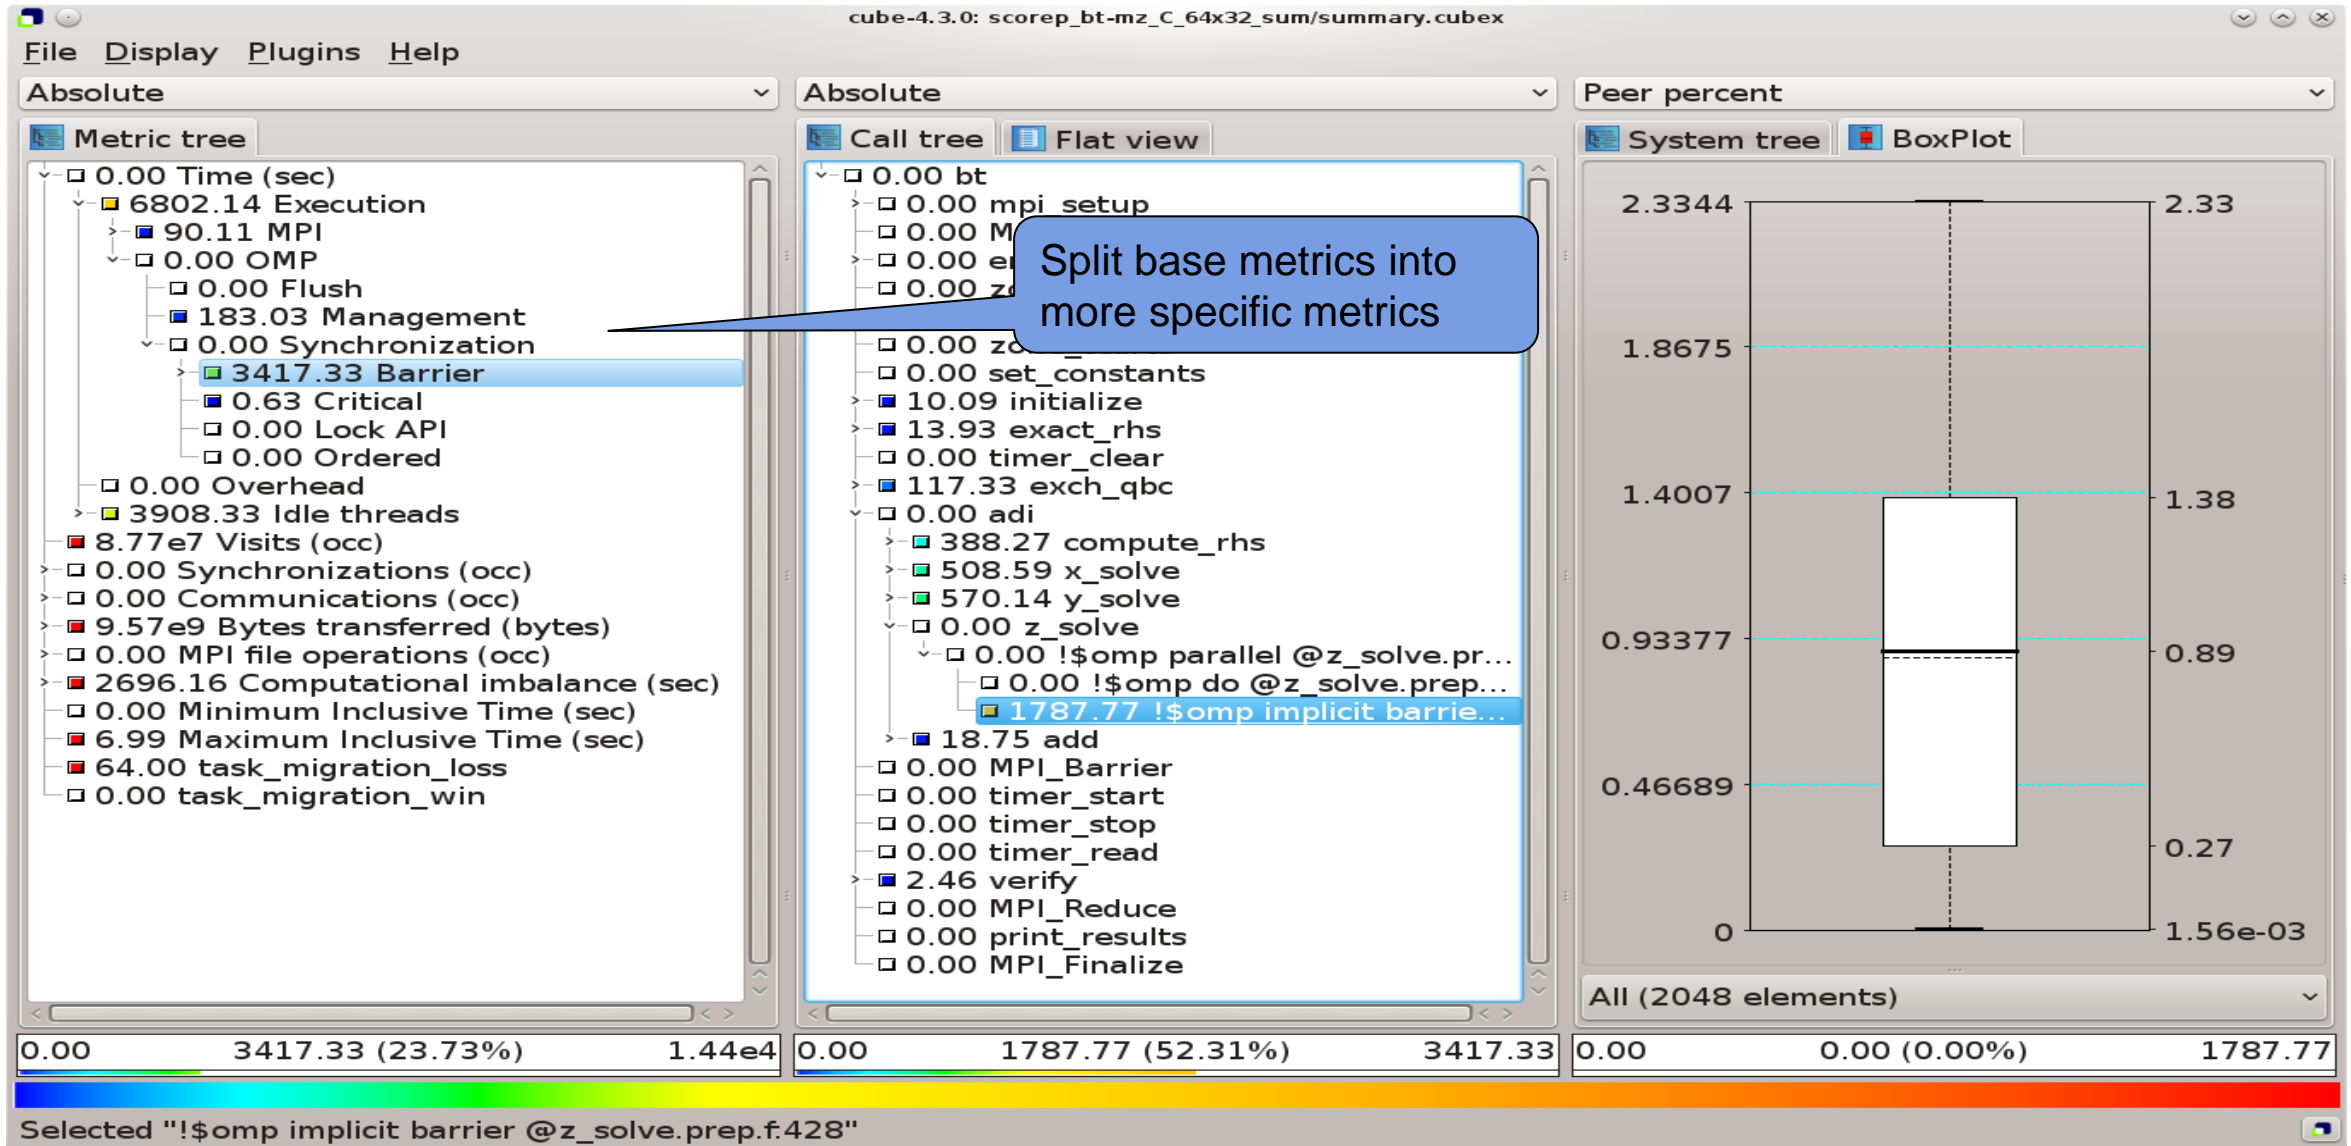 cube-4.3.0: scorep_bt-mz_C_64x32_sum/summary.cubex
File Display Plugins Help
Absolute
Metric tree
0.00 Time (sec)
6802.14 Execution
90.11 MPI
0.00 OMP
0.00 Flush
183.03 Management
0.00 Synchronization
3417.33 Barrier
0.63 Critical
0.00 Lock API
0.00 Ordered
0.00 Overhead
3908.33 Idle threads
8.77e7 Visits (occ)
0.00 Synchronizations (occ)
0.00 Communications (occ)
9.57e9 Bytes transferred (bytes)
0.00 MPI file operations (occ)
2696.16 Computational imbalance (sec)
0.00 Minimum Inclusive Time (sec)
6.99 Maximum Inclusive Time (sec)
64.00 task_migration_loss
0.00 task_migration_win
0.00 3417.33 (23.73%) 1.44e4
Absolute
Call tree Flat view
0.00 bt
0.00 mpi_setup
0.00
0.00
0.00
Split base metrics into
more specific metrics
0.00
0.00 set_constants
10.09 initialize
13.93 exact_rhs
0.00 timer_clear
117.33 exch_qbc
0.00 adi
388.27 compute_rhs
508.59 x_solve
570.14 y_solve
0.00 z_solve
0.00 !$omp parallel @z_solve.pr...
0.00 !$omp do @z_solve.prep...
1787.77 !$omp implicit barrie...
18.75 add
0.00 MPI_Barrier
0.00 timer_start
0.00 timer_stop
0.00 timer_read
2.46 verify
0.00 MPI_Reduce
0.00 print_results
0.00 MPI_Finalize
0.00 1787.77 (52.31%) 3417.33
Peer percent
System tree BoxPlot
2.3344 2.33
1.8675
1.4007 1.38
0.93377 0.89
0.46689
0.27
0 1.56e-03
All (2048 elements)
0.00 0.00 (0.00%) 1787.77
Selected "!$omp implicit barrier @z_solve.prep.f:428"